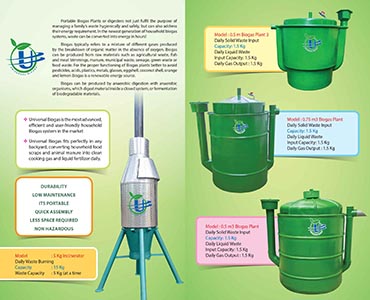 Portable Biogas Plants or digesters not just fulfil the purpose of
managing a family's waste hygienically and safely, but can also address
their energy requirement. In the newest generation of household biogas
systems, waste can be converted into energy in hours!
Biogas typically refers to a mixture of different gases produced
by the breakdown of organic matter in the absence of oxygen. Biogas
can be produced from raw materials such as agricultural waste, fish
and meat trimmings, manure, municipal waste, sewage, green waste or
food waste. For the proper functioning of Biogas plants better to avoid
pesticides, acids, plastics, metals, glasses, eggshell, coconut shell, orange
and lemon. Biogas is a renewable energy source.
Biogas can be produced by anaerobic digestion with anaerobic
organisms, which digest material inside a closed system, or fermentation
of biodegradable materials.
Universal Biogas is the most advanced,
efficient and user-friendly household
Biogas system in the market
Universal Biogas fits perfectly in any
backyard, converting household food
scraps and animal manure into clean
cooking gas and liquid fertilizer daily.
DURABILITY
LOW MAINTENANCE
ITS PORTABLE
QUICK ASSEMBLY
LESS SPACE REQUIRED
NON HAZARDOUS
Model : 5 Kg Incinerator
Daily Waste Burning
Capacity : 15 Kg
Waste Capacity : 5 Kg (at a time)
Model : 0.5 m3 Biogas Plant
Daily Solid Waste Input
Capacity: 1.5 Kg
Daily Liquid Waste
Input Capacity : 1.5 Kg
Daily Gas Output : 1.5 Kg
Model : 0.75 m3 Biogas Plant
Daily Solid Waste Input
Capacity : 1.5 Kg
Daily Liquid Waste
Input Capacity : 1.5 Kg
Daily Gas Output : 1.5 Kg
Model : 0.5 m3 Biogas Plant
Daily Solid Waste Input
Capacity : 1.5 Kg
Daily Liquid Waste
Input Capacity : 1.5 Kg
Daily Gas Output : 1.5 Kg